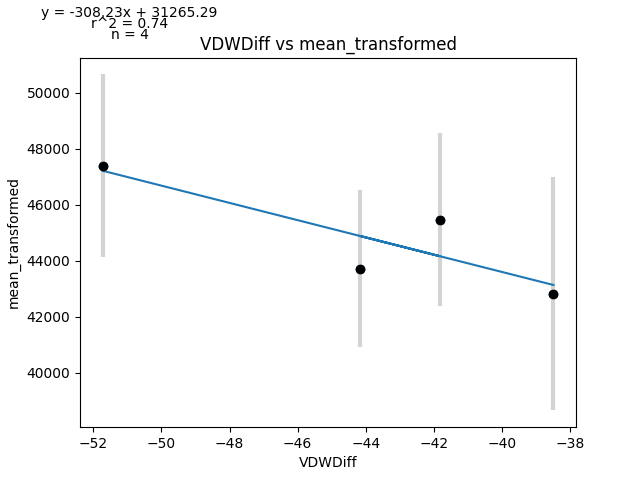 y = -308.23x + 31265.29
r^2 = 0.74
n = 4
VDWDiff vs mean_transformed
50000
48000
46000
44000
42000
40000
mean_transformed
−52
−50
−48
−46
−44
−42
−40
−38
VDWDiff